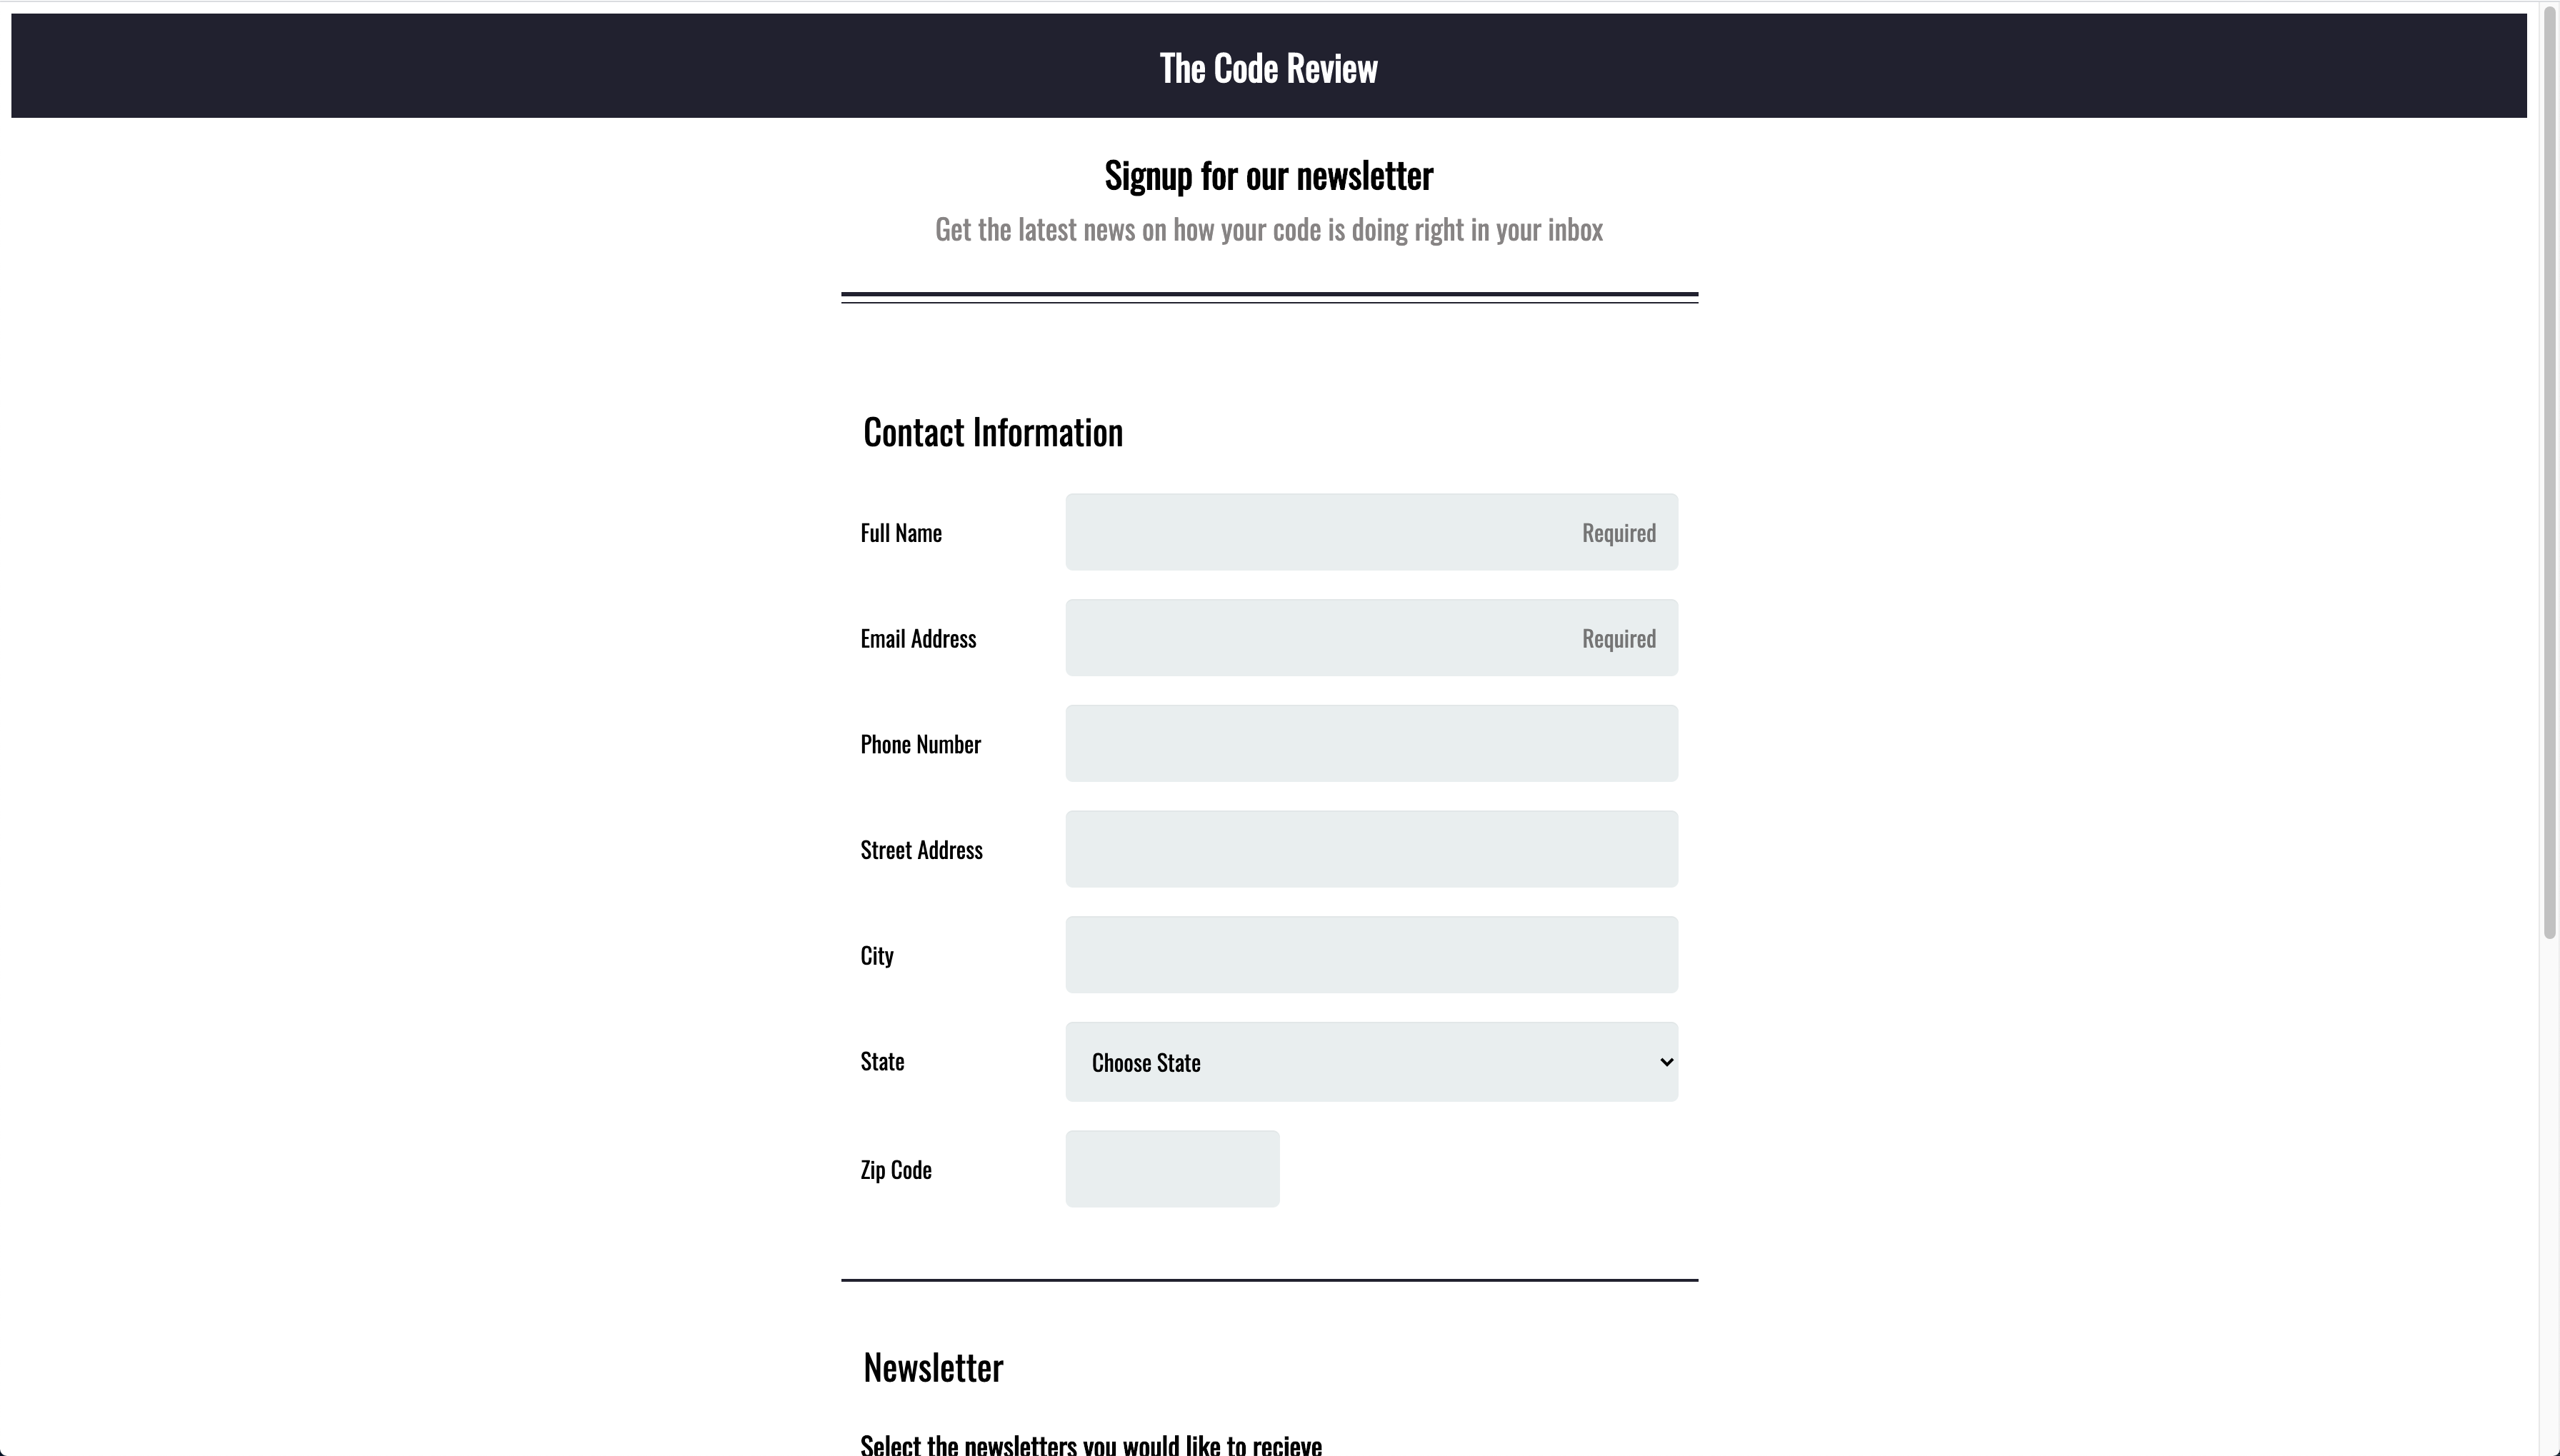 The Code Review
Signup for our newsletter
Get the latest news on how your code is doing right in your inbox
Contact Information
Full Name Required
Email Address Required
Phone Number
Street Address
City
State Choose State
Zip Code
Newsletter
Select the newsletters you would like to recieve